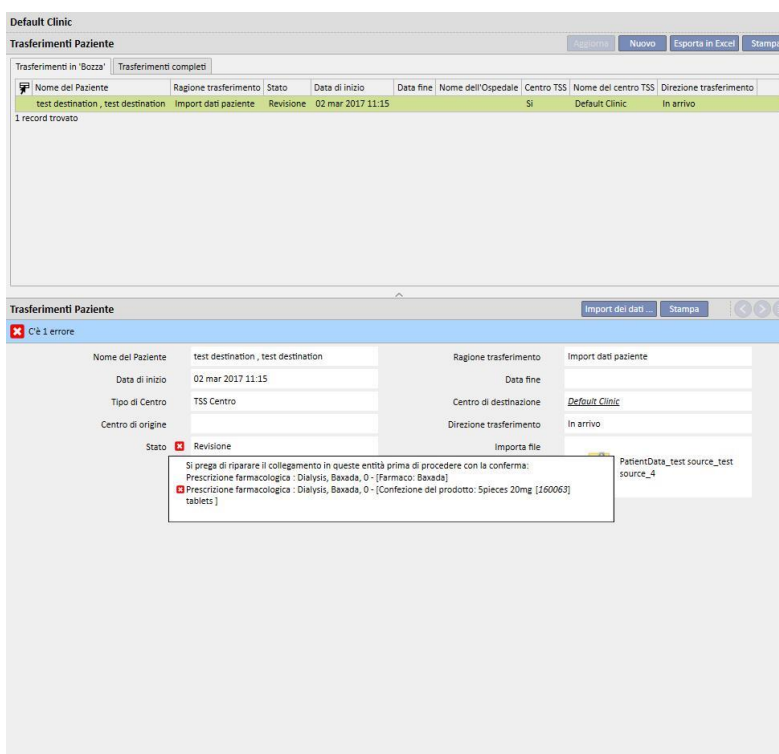 Default Clinic
Trasferimenti Paziente
Aggiorna Nuovo Esporta in Excel Stampa
Trasferimenti in 'Bozza' Trasferimenti completi
Nome del Paziente Ragione trasferimento Stato Data di inizio Data fine Nome dell'Ospedale Centro TSS Nome del centro TSS Direzione trasferimento
test destination , test destination Import dati paziente Revisione 02 mar 2017 11:15 Si Default Clinic In arrivo
1 record trovato
Trasferimenti Paziente
Import dei dati ... Stampa
C'è 1 errore
Nome del Paziente test destination , test destination Ragione trasferimento Import dati paziente
Data di inizio 02 mar 2017 11:15 Data fine
Tipo di Centro TSS Centro Centro di destinazione Default Clinic
Centro di origine Direzione trasferimento In arrivo
Stato Revisione Importa file
PatientData_test source_test
source_4
Si prega di riparare il collegamento in queste entità prima di procedere con la conferma:
Prescrizione farmacologica : Dialysis, Baxada, 0 - [Farmaco: Baxada]
Prescrizione farmacologica : Dialysis, Baxada, 0 - [Confezione del prodotto: 5pieces 20mg [160063]
tablets ]